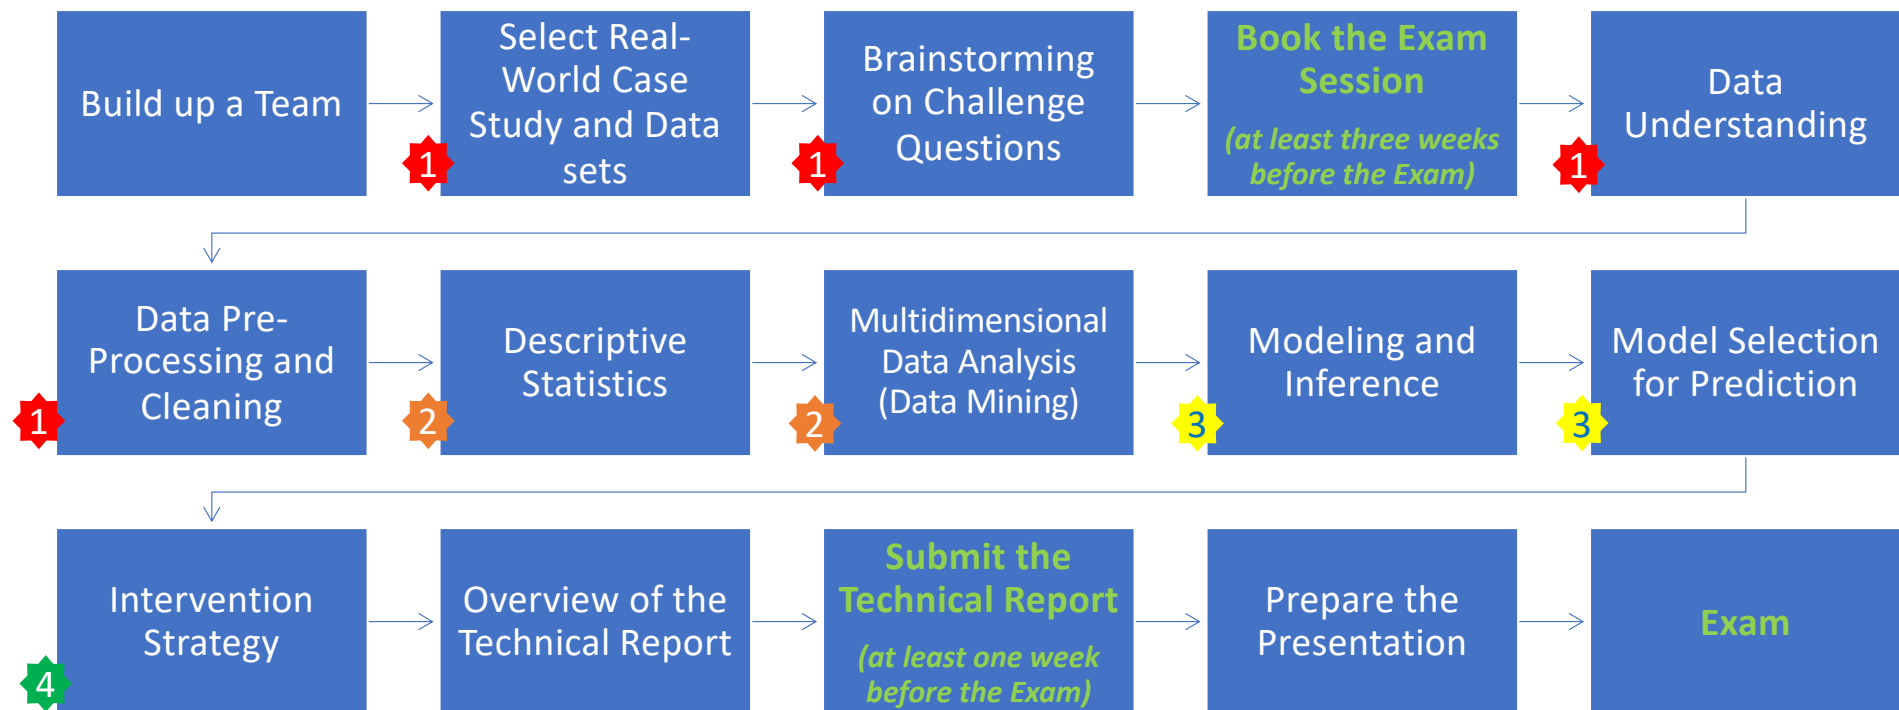 Build up a Team
Select Real-
World Case
Study and Data
sets
1
Brainstorming
on Challenge
Questions
1
Book the Exam
Session
(at least three weeks
before the Exam)
Data
Understanding
1
Data Pre-
Processing and
Cleaning
1
Descriptive
Statistics
2
Multidimensional
Data Analysis
(Data Mining)
2
Modeling and
Inference
3
Model Selection
for Prediction
3
Intervention
Strategy
4
Overview of the
Technical Report
Submit the
Technical Report
(at least one week
before the Exam)
Prepare the
Presentation
Exam